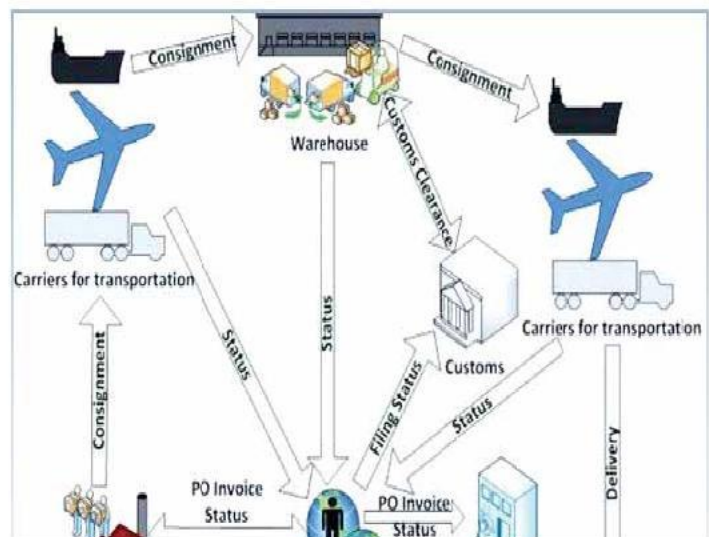 Consignment
Consignment
Warehouse
Customs Clearance
Carriers for transportation
Status
Status
Customs
Carriers for transportation
Consignment
Filing Status
Status
Delivery
PO Invoice
Status
PO Invoice
Status